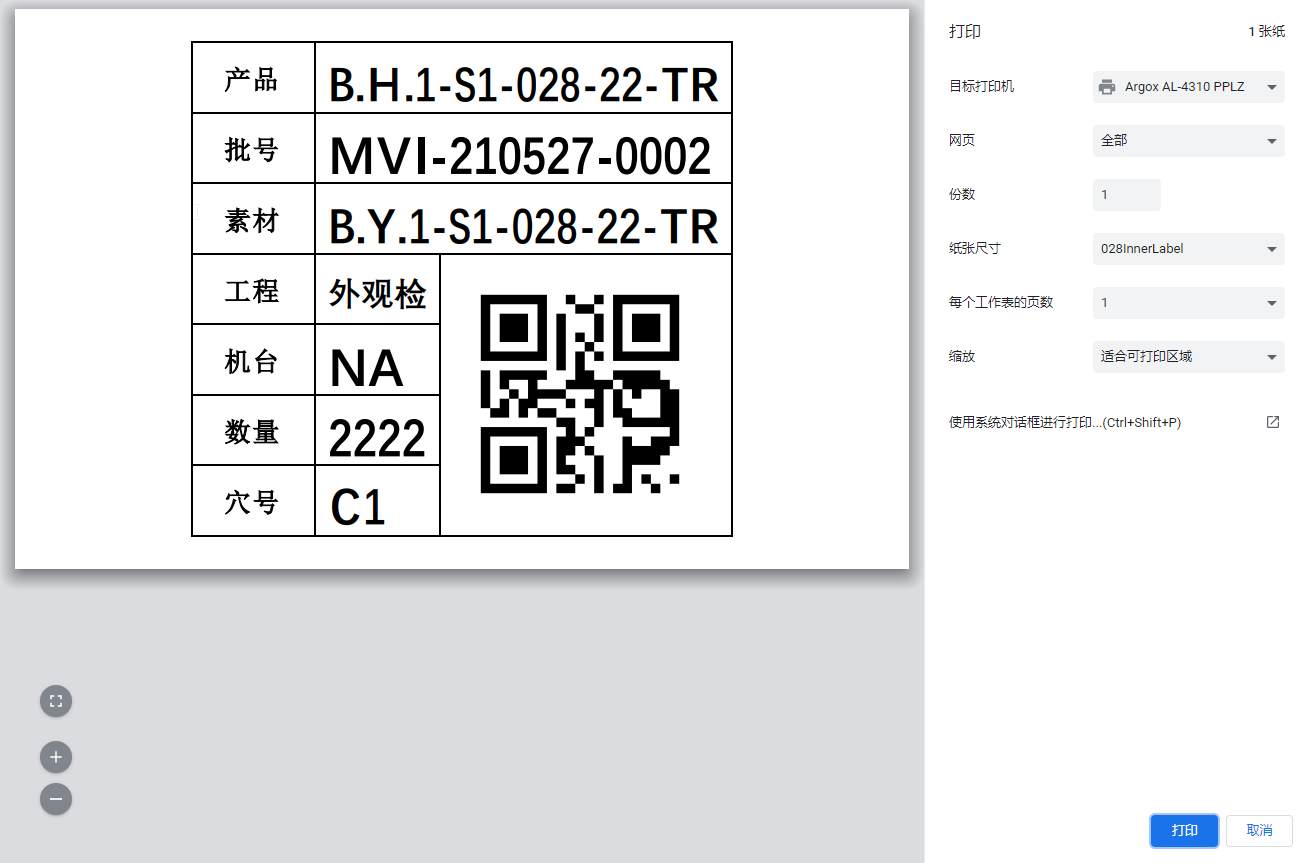 产品 B.H.1-S1-028-22-TR
批号 MVI-210527-0002
素材 B.Y.1-S1-028-22-TR
工程 外观检
机台 NA
数量 2222
穴号 C1
打印 1 张纸
目标打印机 Argox AL-4310 PPLZ
网页 全部
份数 1
纸张尺寸 028InnerLabel
每个工作表的页数 1
缩放 适合可打印区域
使用系统对话框进行打印...(Ctrl+Shift+P)
打印 取消